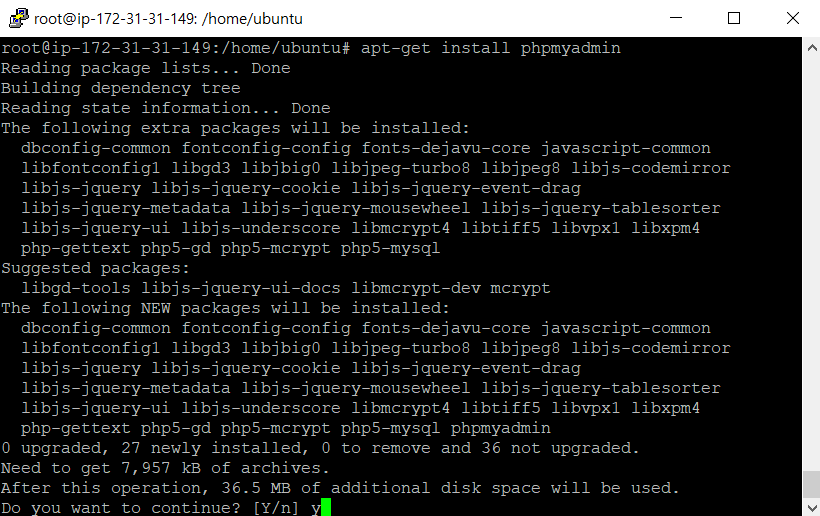 root@ip-172-31-31-149: /home/ubuntu
root@ip-172-31-31-149:/home/ubuntu# apt-get install phpmyadmin
Reading package lists... Done
Building dependency tree
Reading state information... Done
The following extra packages will be installed:
  dbconfig-common fontconfig-config fonts-dejavu-core javascript-common
  libfontconfig1 libgd3 libjbig0 libjpeg-turbo8 libjpeg8 libjs-codemirror
  libjs-jquery libjs-jquery-cookie libjs-jquery-event-drag
  libjs-jquery-metadata libjs-jquery-mousewheel libjs-jquery-tablesorter
  libjs-jquery-ui libjs-underscore libmcrypt4 libtiff5 libvpx1 libxpm4
  php-gettext php5-gd php5-mcrypt php5-mysql
Suggested packages:
  libgd-tools libjs-jquery-ui-docs libmcrypt-dev mcrypt
The following NEW packages will be installed:
  dbconfig-common fontconfig-config fonts-dejavu-core javascript-common
  libfontconfig1 libgd3 libjbig0 libjpeg-turbo8 libjpeg8 libjs-codemirror
  libjs-jquery libjs-jquery-cookie libjs-jquery-event-drag
  libjs-jquery-metadata libjs-jquery-mousewheel libjs-jquery-tablesorter
  libjs-jquery-ui libjs-underscore libmcrypt4 libtiff5 libvpx1 libxpm4
  php-gettext php5-gd php5-mcrypt php5-mysql phpmyadmin
0 upgraded, 27 newly installed, 0 to remove and 36 not upgraded.
Need to get 7,957 kB of archives.
After this operation, 36.5 MB of additional disk space will be used.
Do you want to continue? [Y/n] y